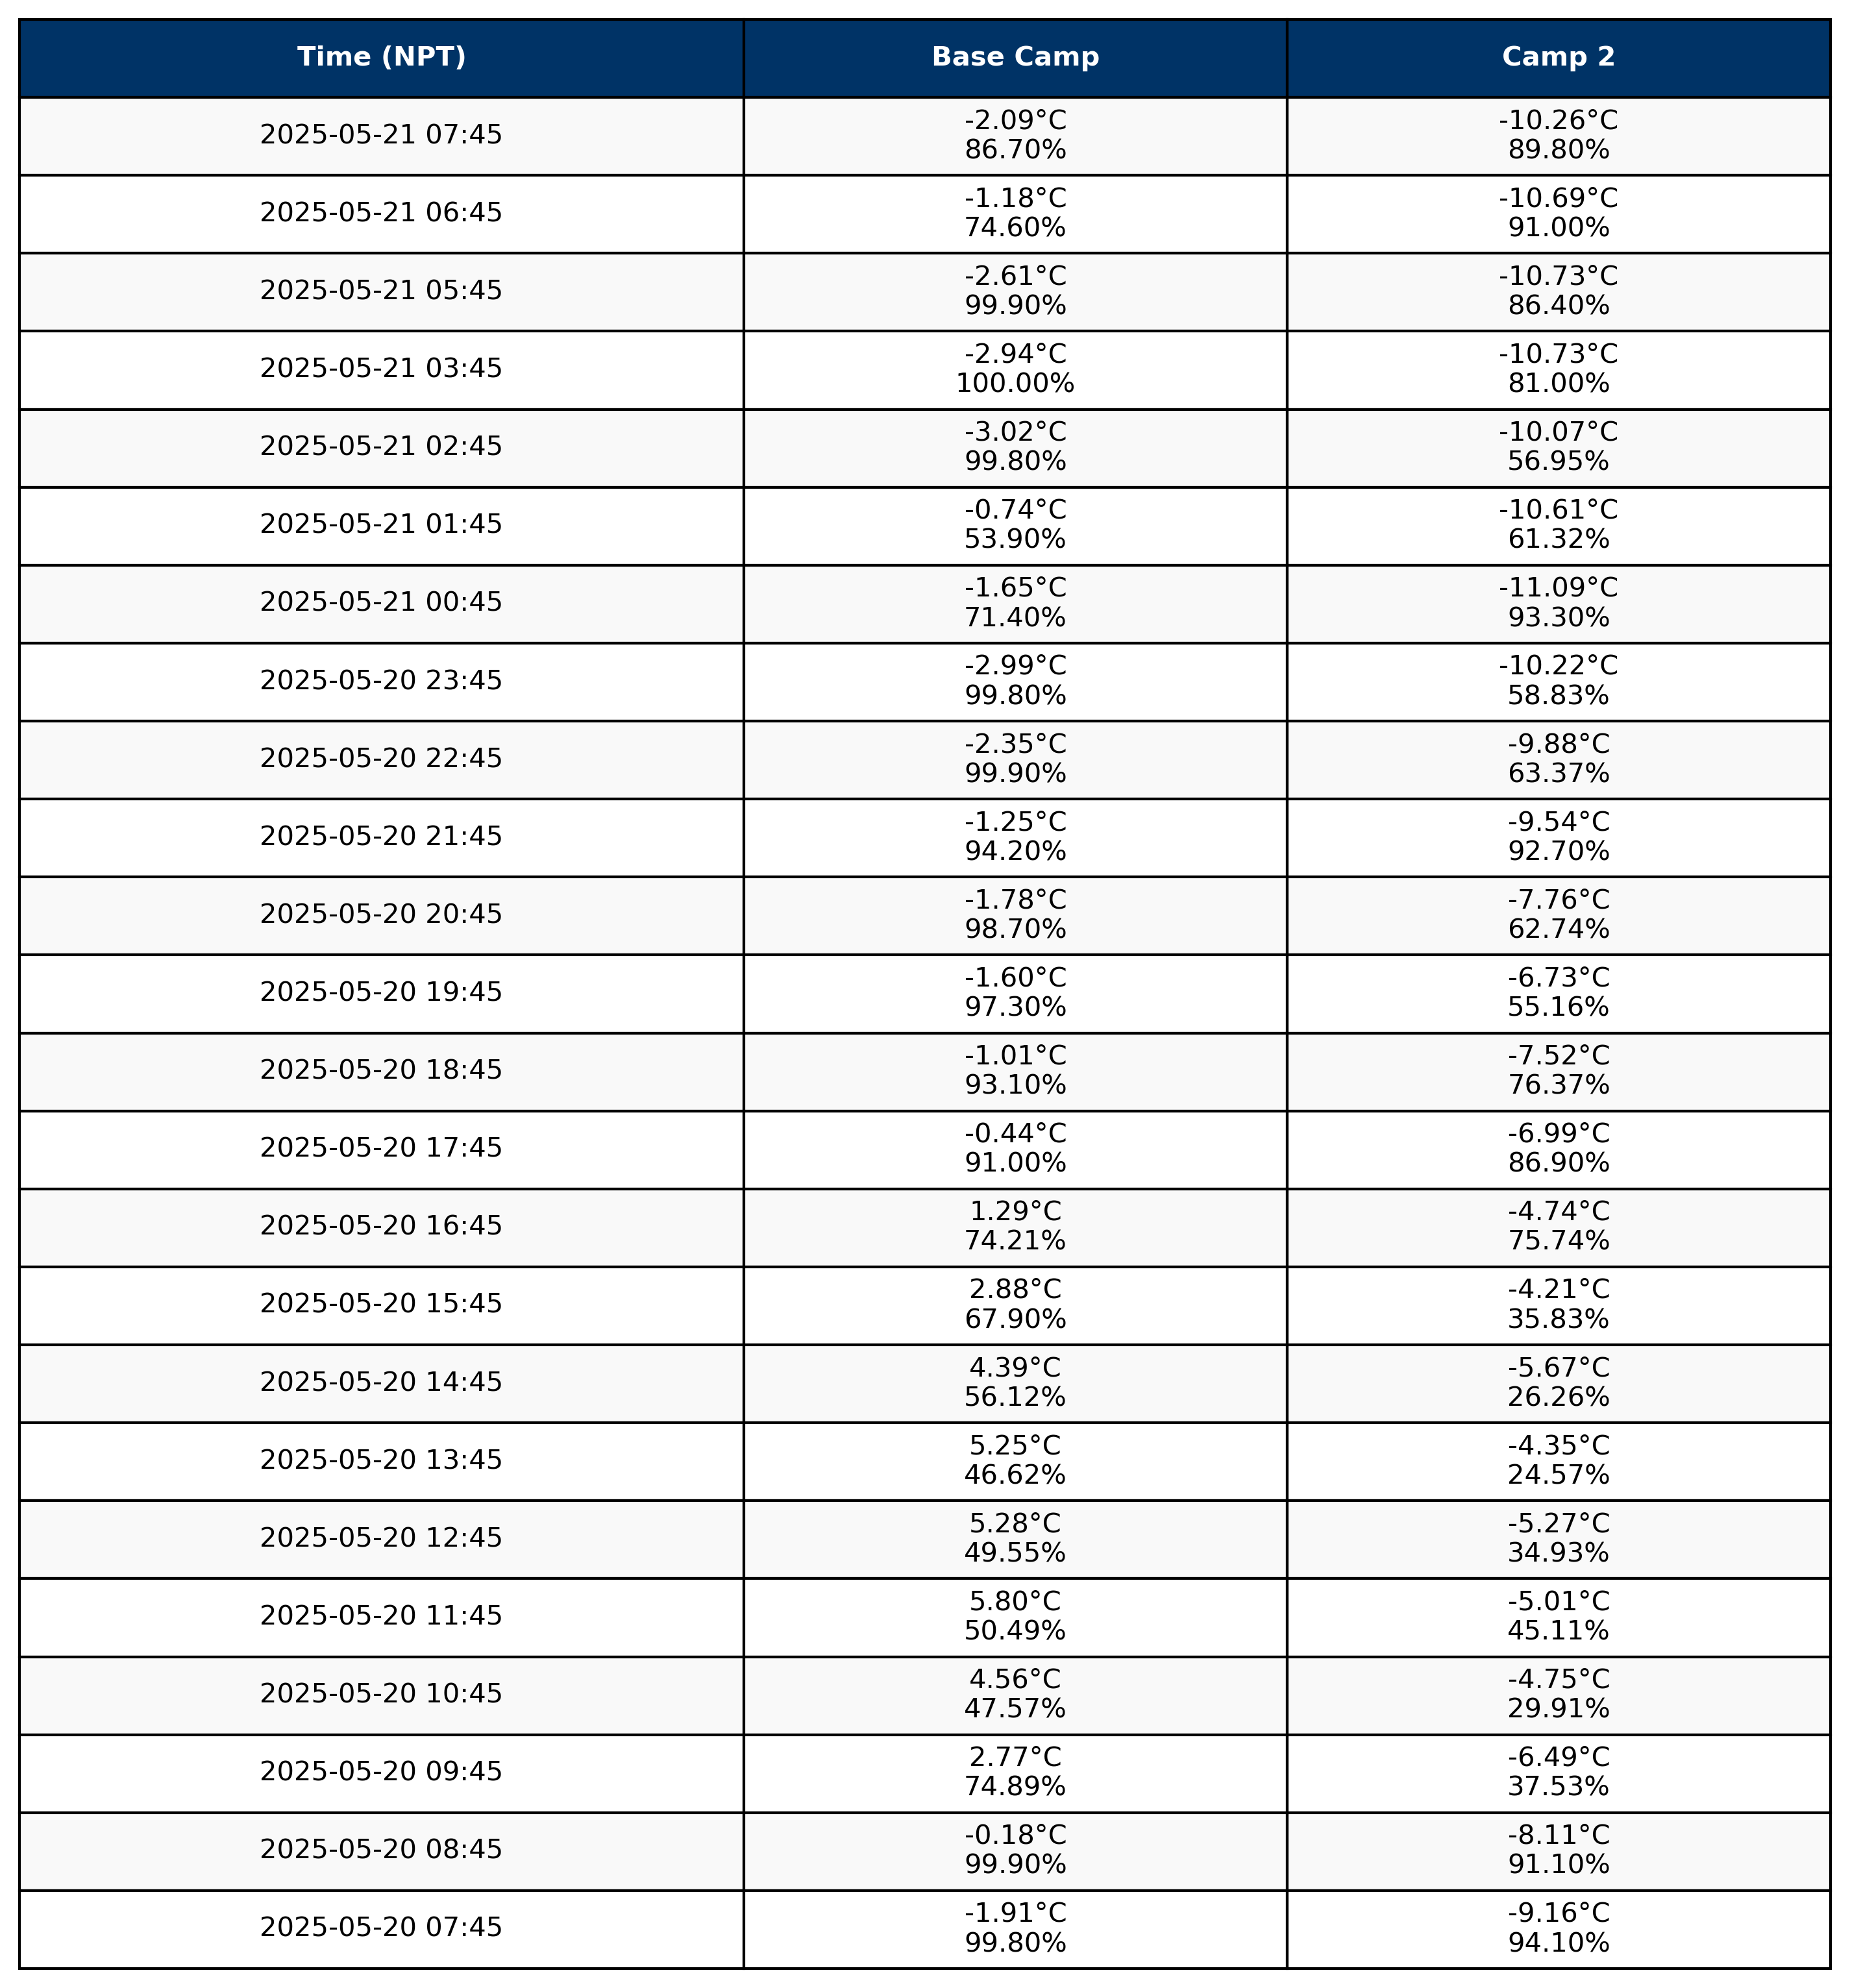 Time (NPT) Base Camp Camp 2
2025-05-21 07:45
-2.09°C
86.70%
-10.26°C
89.80%
2025-05-21 06:45
-1.18°C
74.60%
-10.69°C
91.00%
2025-05-21 05:45
-2.61°C
99.90%
-10.73°C
86.40%
2025-05-21 03:45
-2.94°C
100.00%
-10.73°C
81.00%
2025-05-21 02:45
-3.02°C
99.80%
-10.07°C
56.95%
2025-05-21 01:45
-0.74°C
53.90%
-10.61°C
61.32%
2025-05-21 00:45
-1.65°C
71.40%
-11.09°C
93.30%
2025-05-20 23:45
-2.99°C
99.80%
-10.22°C
58.83%
2025-05-20 22:45
-2.35°C
99.90%
-9.88°C
63.37%
2025-05-20 21:45
-1.25°C
94.20%
-9.54°C
92.70%
2025-05-20 20:45
-1.78°C
98.70%
-7.76°C
62.74%
2025-05-20 19:45
-1.60°C
97.30%
-6.73°C
55.16%
2025-05-20 18:45
-1.01°C
93.10%
-7.52°C
76.37%
2025-05-20 17:45
-0.44°C
91.00%
-6.99°C
86.90%
2025-05-20 16:45
1.29°C
74.21%
-4.74°C
75.74%
2025-05-20 15:45
2.88°C
67.90%
-4.21°C
35.83%
2025-05-20 14:45
4.39°C
56.12%
-5.67°C
26.26%
2025-05-20 13:45
5.25°C
46.62%
-4.35°C
24.57%
2025-05-20 12:45
5.28°C
49.55%
-5.27°C
34.93%
2025-05-20 11:45
5.80°C
50.49%
-5.01°C
45.11%
2025-05-20 10:45
4.56°C
47.57%
-4.75°C
29.91%
2025-05-20 09:45
2.77°C
74.89%
-6.49°C
37.53%
2025-05-20 08:45
-0.18°C
99.90%
-8.11°C
91.10%
2025-05-20 07:45
-1.91°C
99.80%
-9.16°C
94.10%